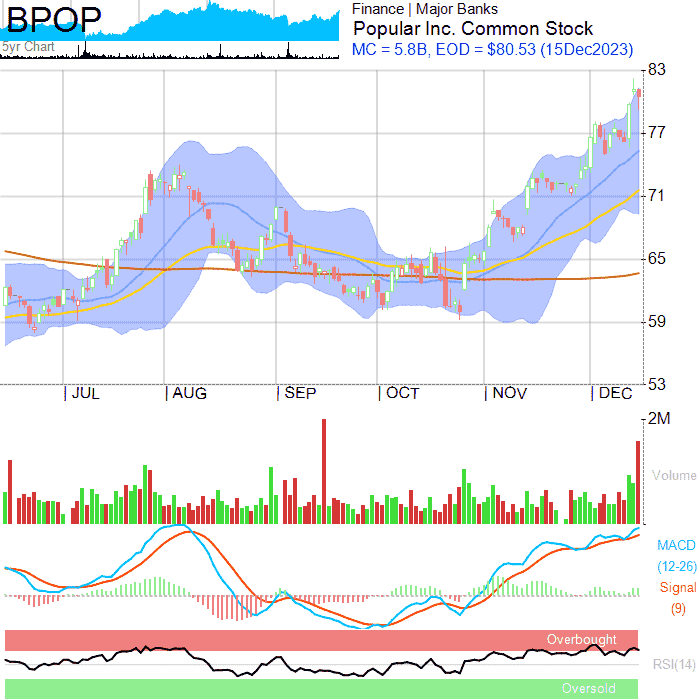 BPOP
5yr Chart
Finance | Major Banks
Popular Inc. Common Stock
MC = 5.8B, EOD = $80.53 (15Dec2023)
83
77
71
65
59
53
JUL AUG SEP OCT NOV DEC
2M
Volume
MACD
(12-26)
Signal
(9)
Overbought
RSI(14)
Oversold